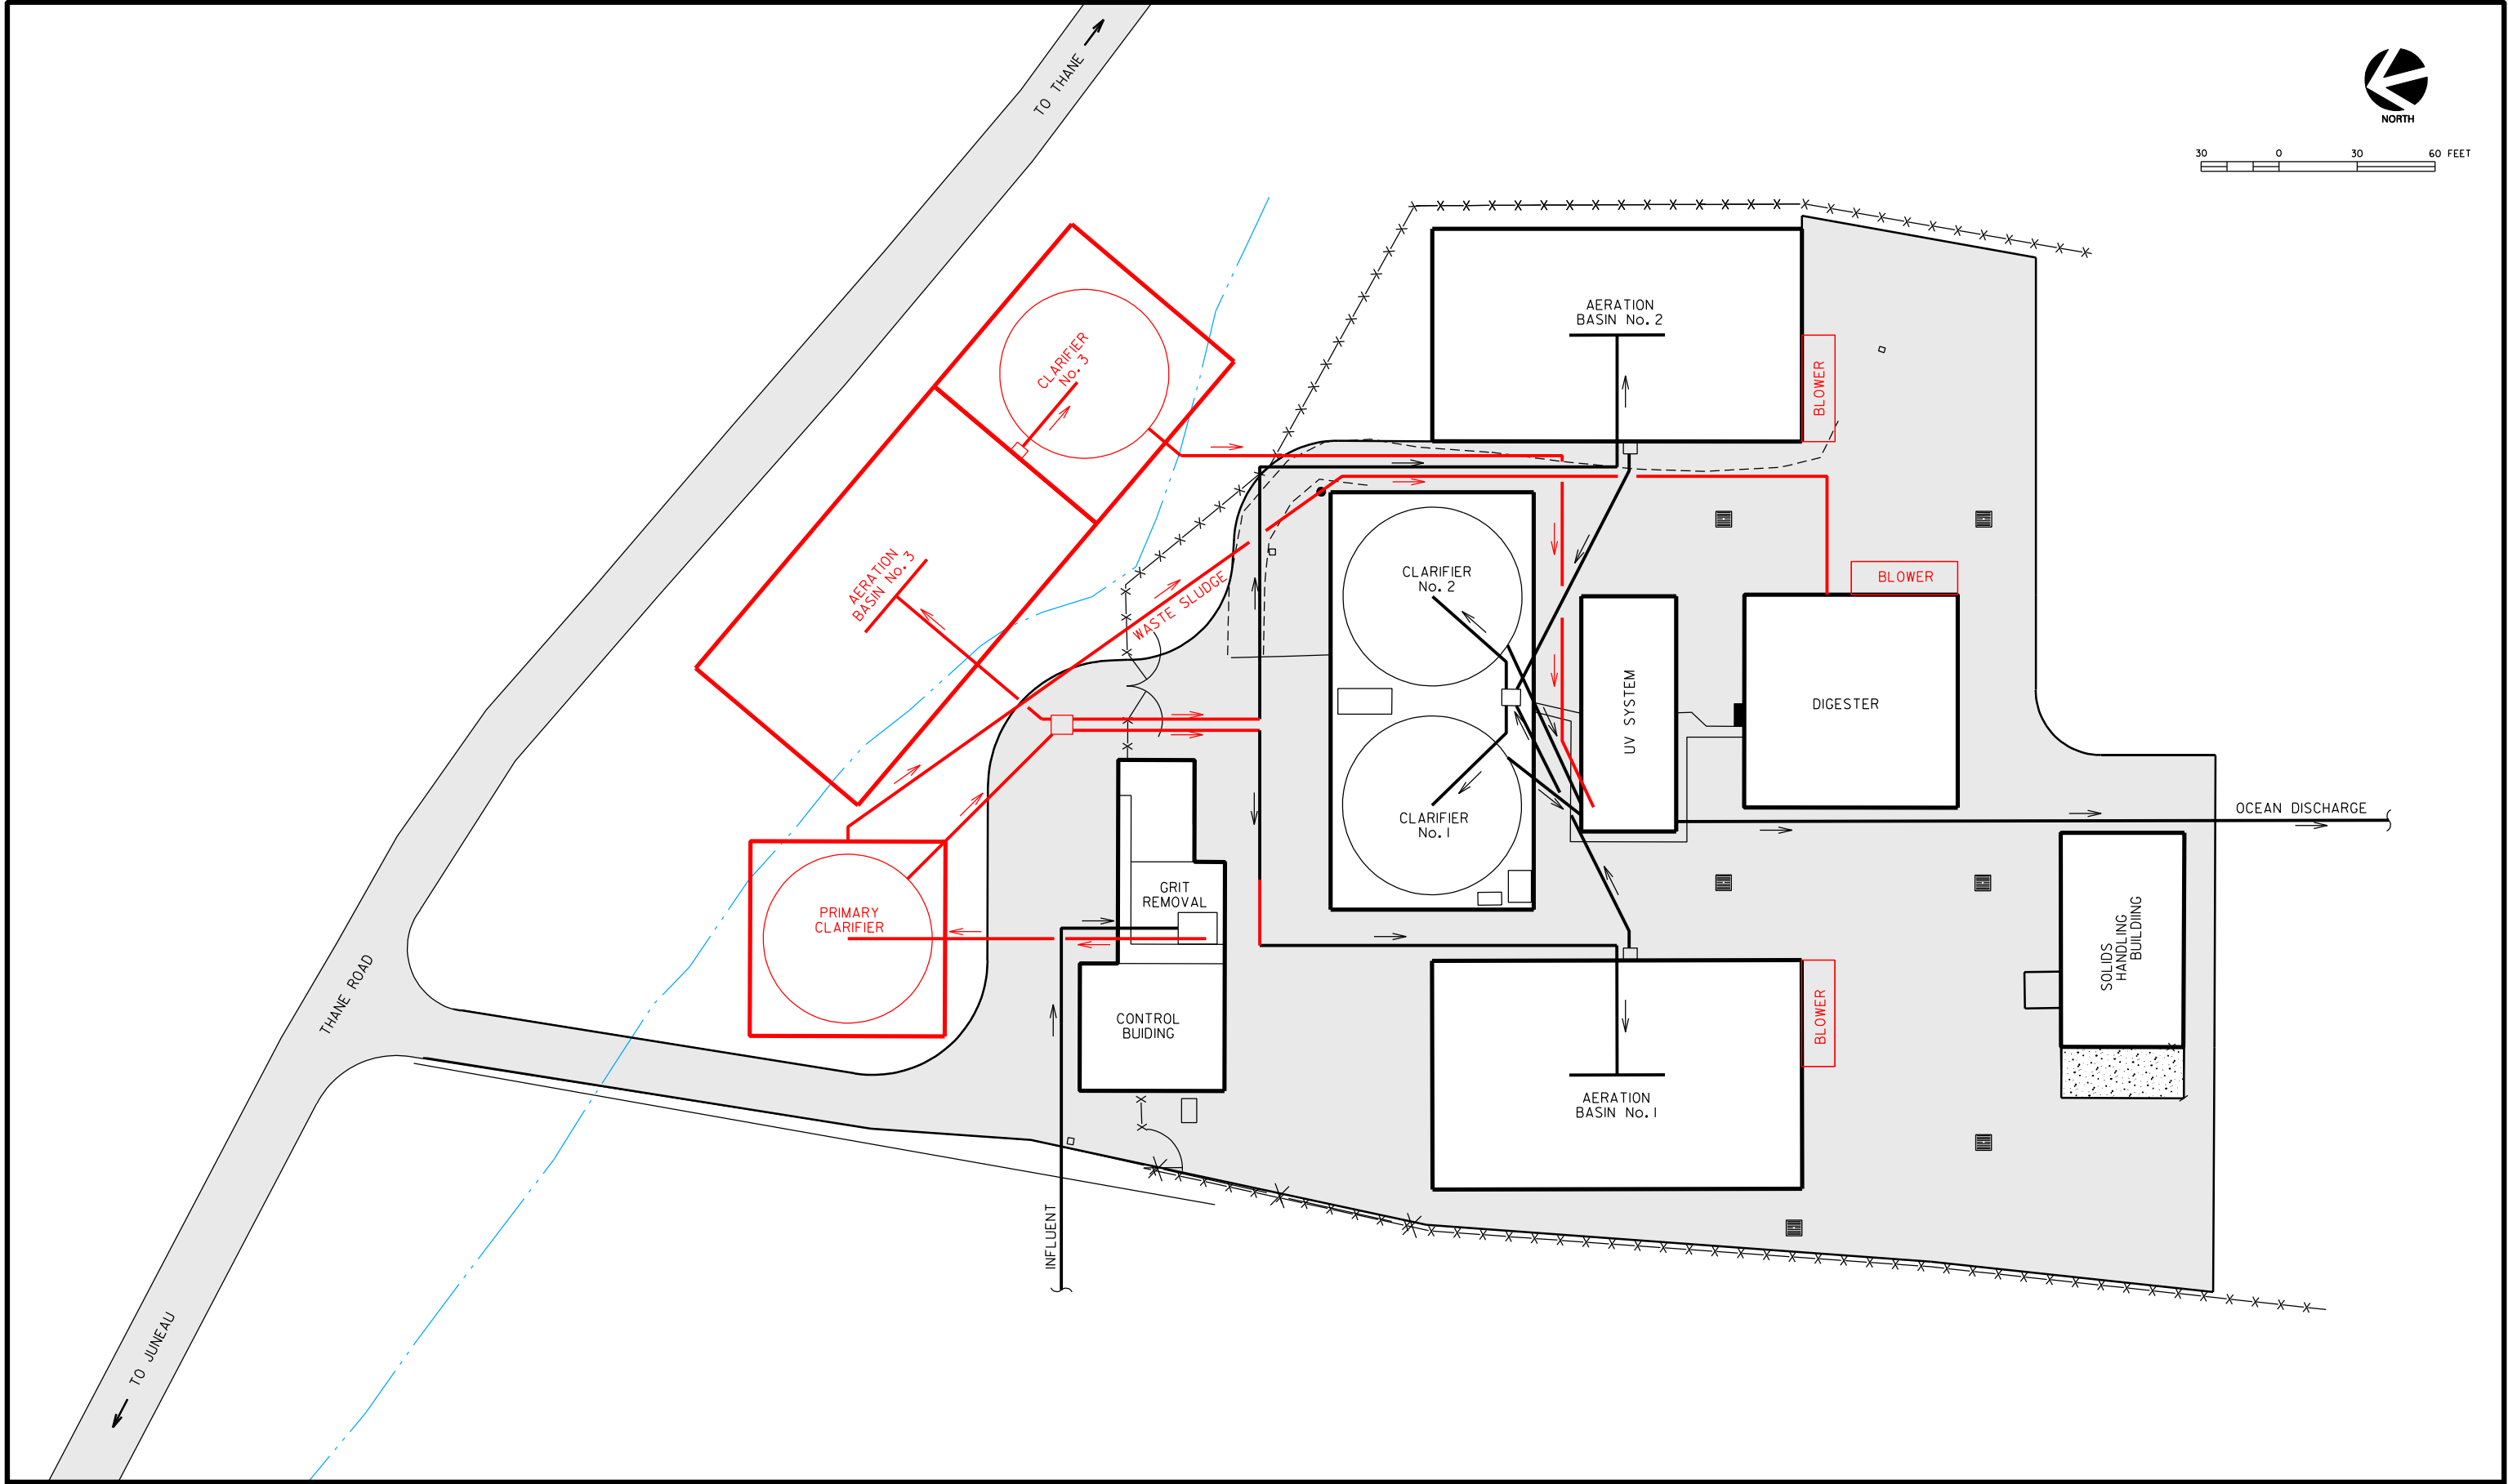 TO THANE
NORTH
30 0 30 60 FEET
AERATION
BASIN No. 2
BLOWER
CLARIFIER
No. 3
AERATION
BASIN No. 3
WASTE SLUDGE
CLARIFIER
No. 2
BLOWER
UV SYSTEM
DIGESTER
CLARIFIER
No. 1
OCEAN DISCHARGE
GRIT
REMOVAL
PRIMARY
CLARIFIER
SOLIDS
HANDLING
BUILDIING
THANE ROAD
CONTROL
BUIDING
BLOWER
AERATION
BASIN No. 1
INFLUENT
TO JUNEAU